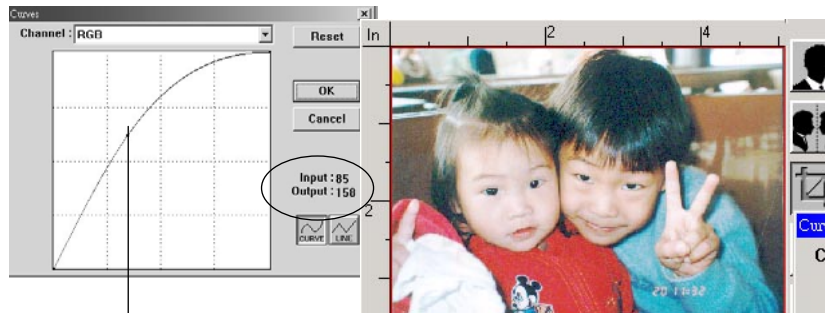 Curves
Channel : RGB
Reset
OK
Cancel
Input : 85
Output : 158
CURVE
LINE
In
2
4
2
20 11:32
Cur
C